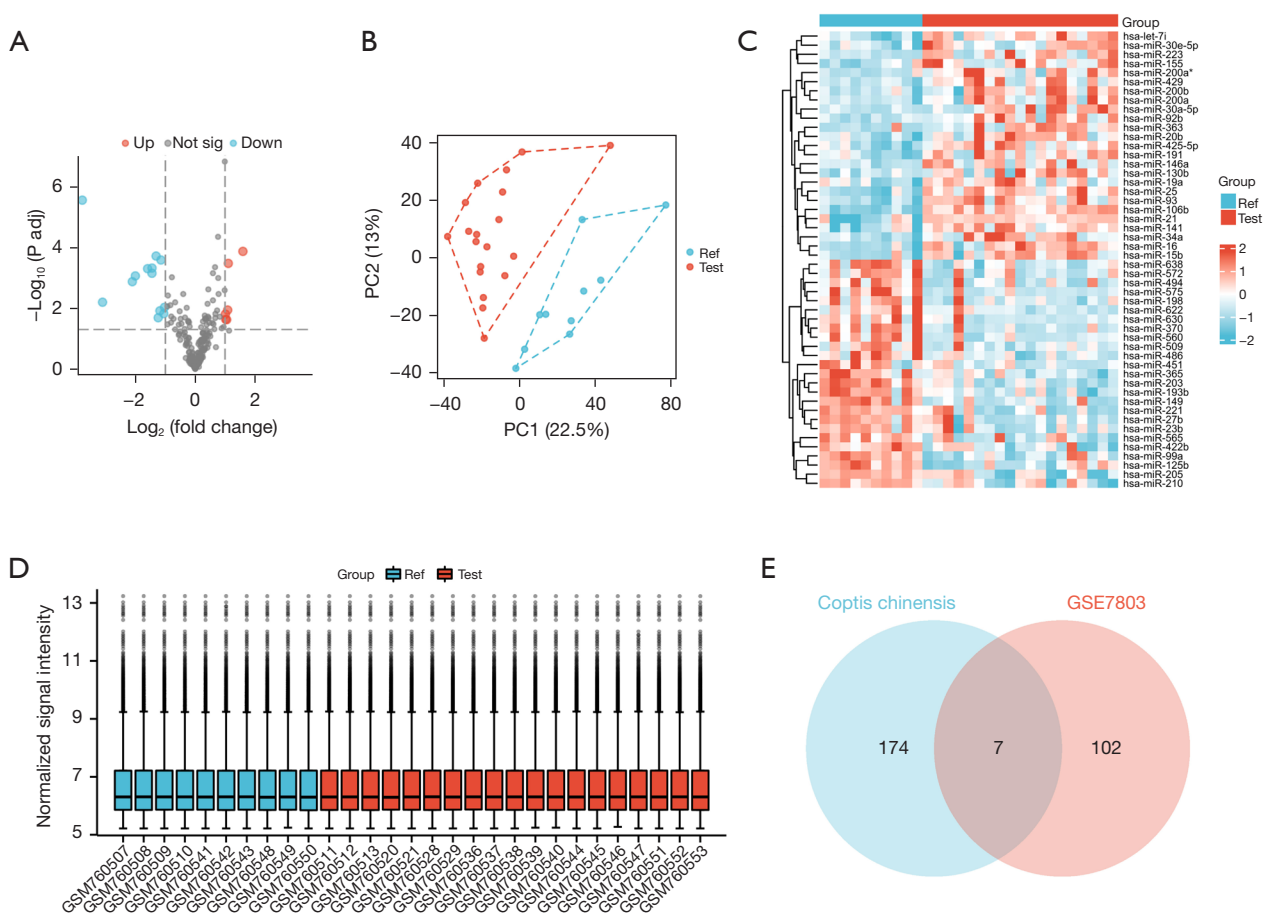 A
Up Not sig Down
6
4
2
0
−2 0 2
−Log10 (P adj)
Log2 (fold change)
B
40
20
0
−20
−40
−40 0 40 80
PC2 (13%)
PC1 (22.5%)
Ref
Test
C
Group
hsa-let-7i
hsa-miR-30e-5p
hsa-miR-223
hsa-miR-155
hsa-miR-200a*
hsa-miR-429
hsa-miR-200b
hsa-miR-200a
hsa-miR-30a-5p
hsa-miR-92b
hsa-miR-363
hsa-miR-20b
hsa-miR-425-5p
hsa-miR-191
hsa-miR-146a
hsa-miR-130b
hsa-miR-19a
hsa-miR-25
hsa-miR-93
hsa-miR-106b
hsa-miR-21
hsa-miR-141
hsa-miR-34a
hsa-miR-16
hsa-miR-15b
hsa-miR-638
hsa-miR-572
hsa-miR-494
hsa-miR-575
hsa-miR-198
hsa-miR-622
hsa-miR-630
hsa-miR-370
hsa-miR-560
hsa-miR-509
hsa-miR-486
hsa-miR-451
hsa-miR-365
hsa-miR-203
hsa-miR-193b
hsa-miR-149
hsa-miR-221
hsa-miR-27b
hsa-miR-23b
hsa-miR-565
hsa-miR-422b
hsa-miR-99a
hsa-miR-125b
hsa-miR-205
hsa-miR-210
Group
Ref
Test
2
1
0
−1
−2
D
Group Ref Test
13
11
9
7
5
Normalized signal intensity
GSM760507
GSM760508
GSM760509
GSM760510
GSM760541
GSM760542
GSM760543
GSM760548
GSM760549
GSM760550
GSM760511
GSM760512
GSM760513
GSM760520
GSM760521
GSM760528
GSM760529
GSM760536
GSM760537
GSM760538
GSM760539
GSM760540
GSM760544
GSM760545
GSM760546
GSM760547
GSM760551
GSM760552
GSM760553
E
Coptis chinensis GSE7803
174 7 102